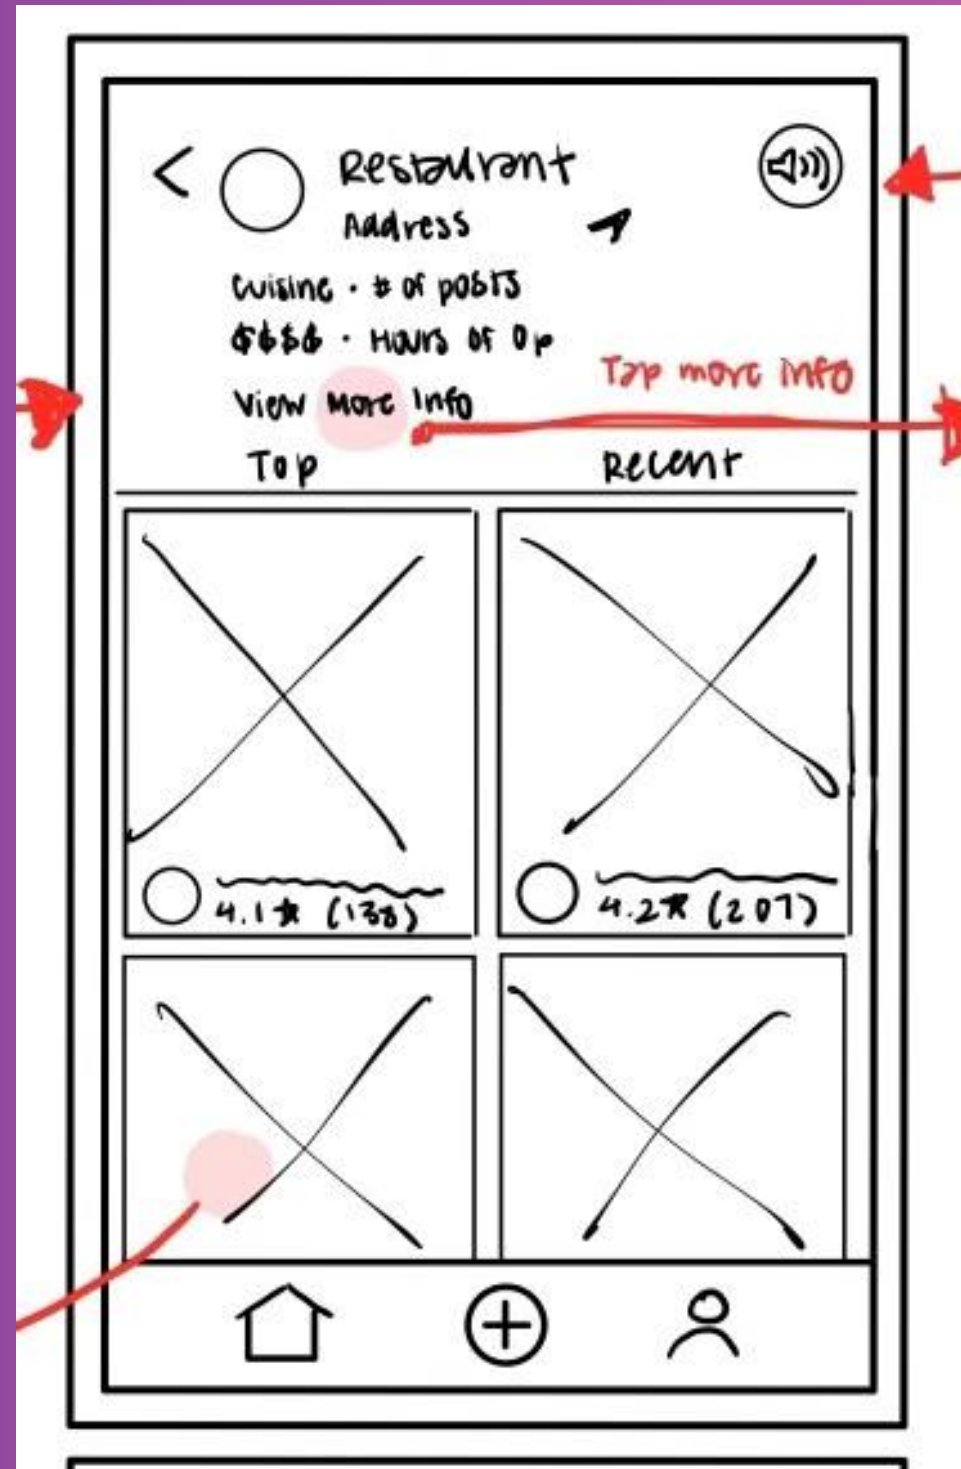 Restaurant
Address
Cuisine · # of posts
$$$$ · Hours of Op
View More Info
Tap more info
Top
Recent
4.1★ (138)
4.2★ (207)